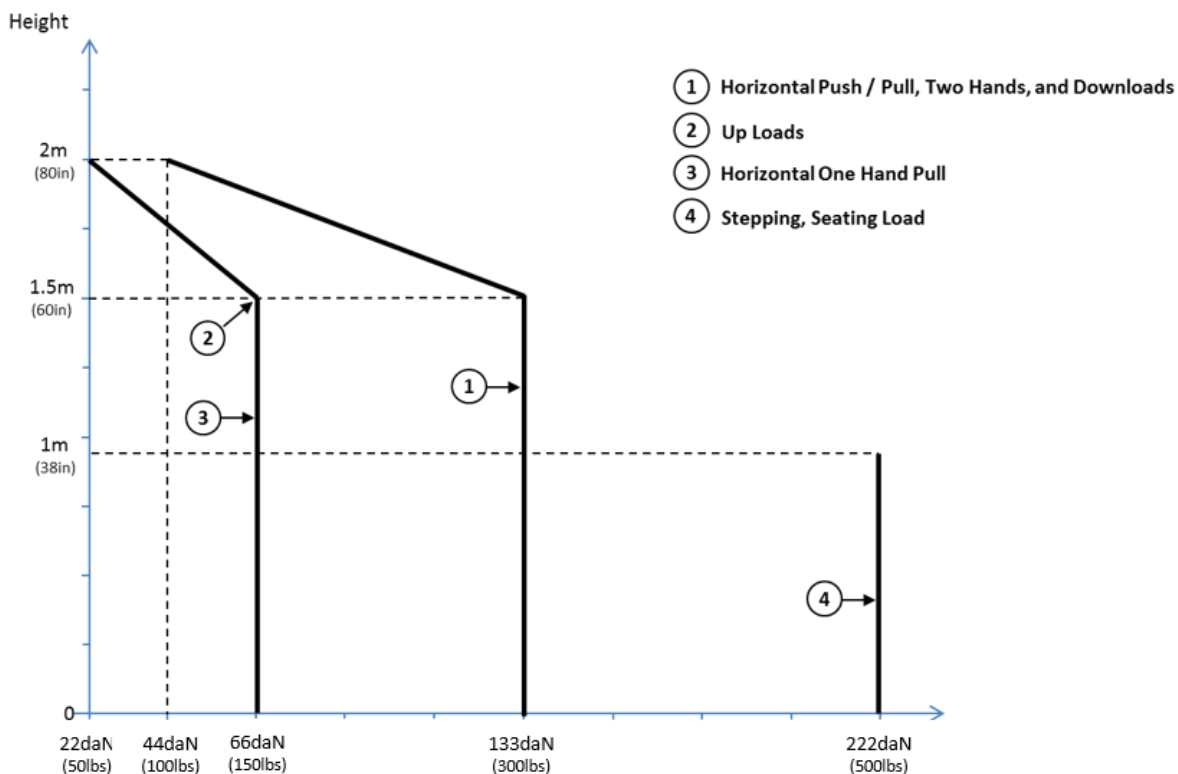 Height
1 Horizontal Push / Pull, Two Hands, and Downloads
2 Up Loads
3 Horizontal One Hand Pull
4 Stepping, Seating Load
2m
(80in)
1.5m
(60in)
2
1
3
1m
(38in)
4
0
22daN 44daN 66daN 133daN 222daN
(50lbs) (100lbs) (150lbs) (300lbs) (500lbs)